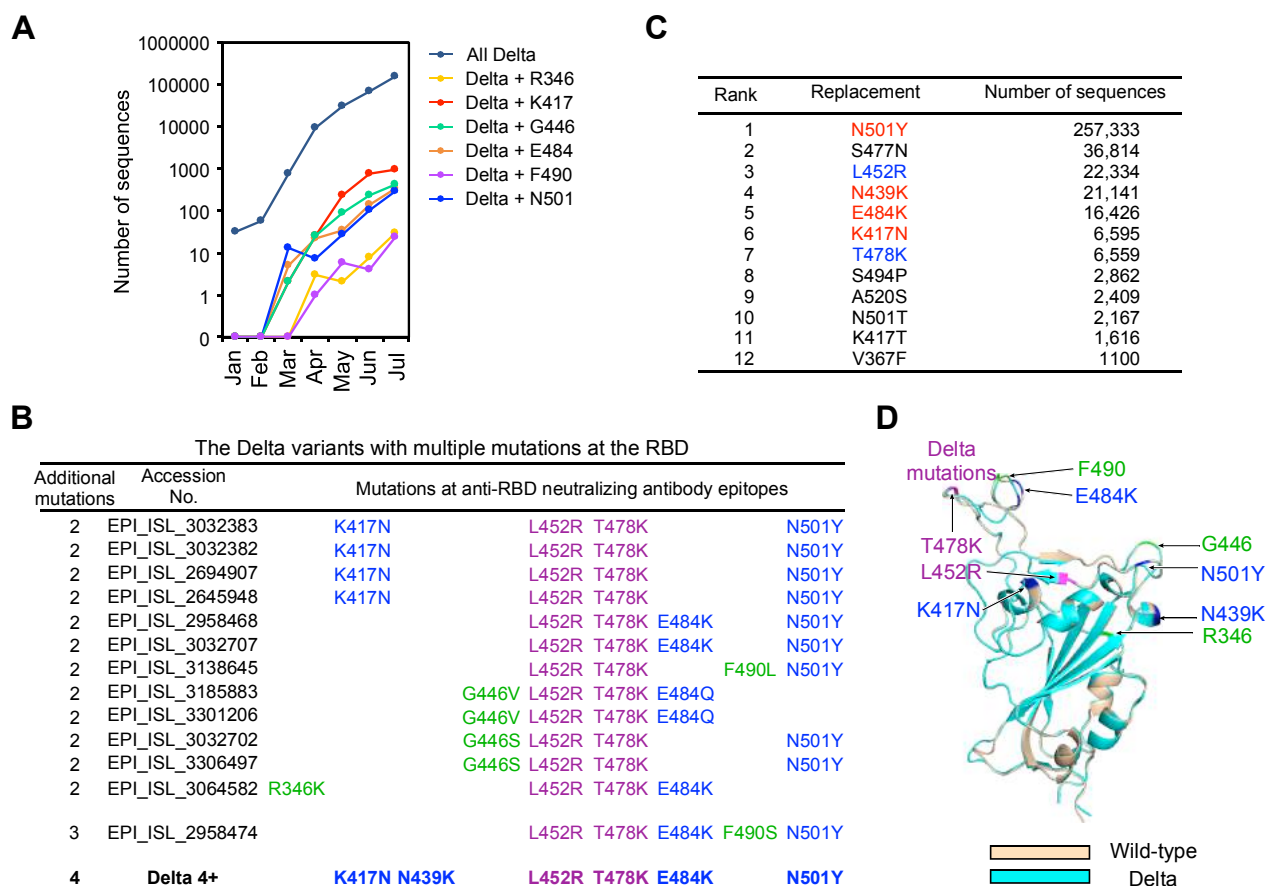 A
1000000
100000
10000
1000
100
10
1
0
Number of sequences
Jan
Feb
Mar
Apr
May
Jun
Jul
All Delta
Delta + R346
Delta + K417
Delta + G446
Delta + E484
Delta + F490
Delta + N501
C
Rank Replacement Number of sequences
1 N501Y 257,333
2 S477N 36,814
3 L452R 22,334
4 N439K 21,141
5 E484K 16,426
6 K417N 6,595
7 T478K 6,559
8 S494P 2,862
9 A520S 2,409
10 N501T 2,167
11 K417T 1,616
12 V367F 1100
B
The Delta variants with multiple mutations at the RBD
Additional mutations Accession No. Mutations at anti-RBD neutralizing antibody epitopes
2 EPI_ISL_3032383 K417N L452R T478K N501Y
2 EPI_ISL_3032382 K417N L452R T478K N501Y
2 EPI_ISL_2694907 K417N L452R T478K N501Y
2 EPI_ISL_2645948 K417N L452R T478K N501Y
2 EPI_ISL_2958468 L452R T478K E484K N501Y
2 EPI_ISL_3032707 L452R T478K E484K N501Y
2 EPI_ISL_3138645 L452R T478K F490L N501Y
2 EPI_ISL_3185883 G446V L452R T478K E484Q
2 EPI_ISL_3301206 G446V L452R T478K E484Q
2 EPI_ISL_3032702 G446S L452R T478K N501Y
2 EPI_ISL_3306497 G446S L452R T478K N501Y
2 EPI_ISL_3064582 R346K L452R T478K E484K
3 EPI_ISL_2958474 L452R T478K E484K F490S N501Y
4 Delta 4+ K417N N439K L452R T478K E484K N501Y
D
Delta
mutations
F490
E484K
T478K
L452R
K417N
G446
N501Y
N439K
R346
Wild-type
Delta